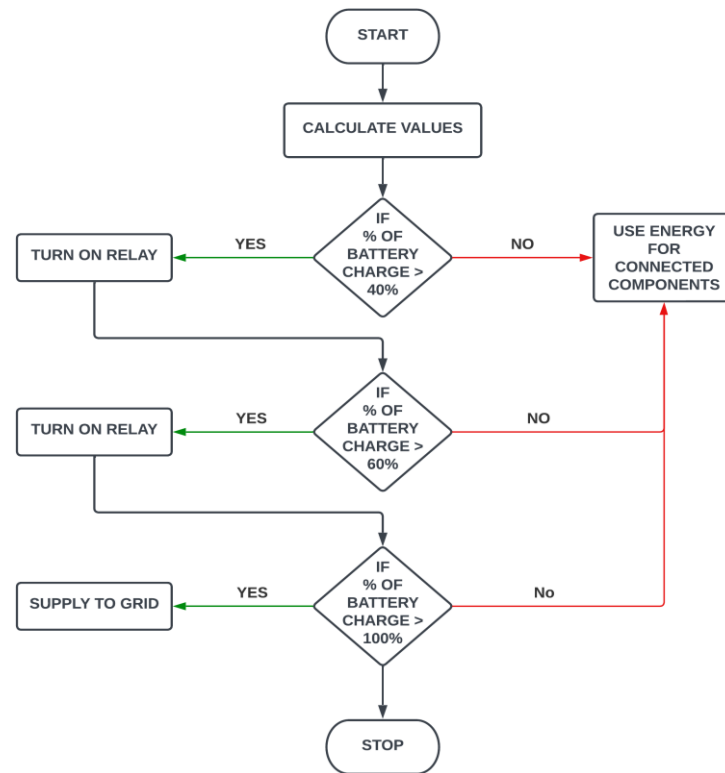 START
CALCULATE VALUES
IF
% OF
BATTERY
CHARGE >
40%
YES
TURN ON RELAY
NO
USE ENERGY
FOR
CONNECTED
COMPONENTS
IF
% OF
BATTERY
CHARGE >
60%
YES
TURN ON RELAY
NO
IF
% OF
BATTERY
CHARGE >
100%
YES
SUPPLY TO GRID
No
STOP